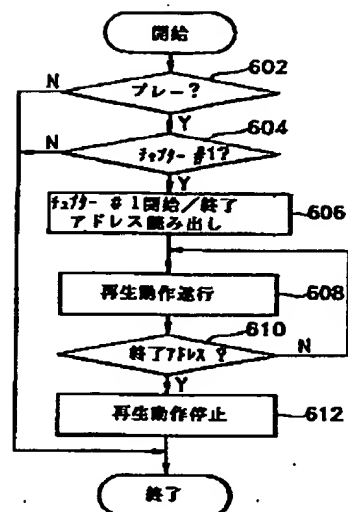 開始
602
プレー?
N
Y
604
チャプター #1?
N
Y
チャプター #1開始/終了
アドレス読み出し
606
再生動作遂行
608
610
終了アドレス?
N
Y
再生動作停止
612
終了